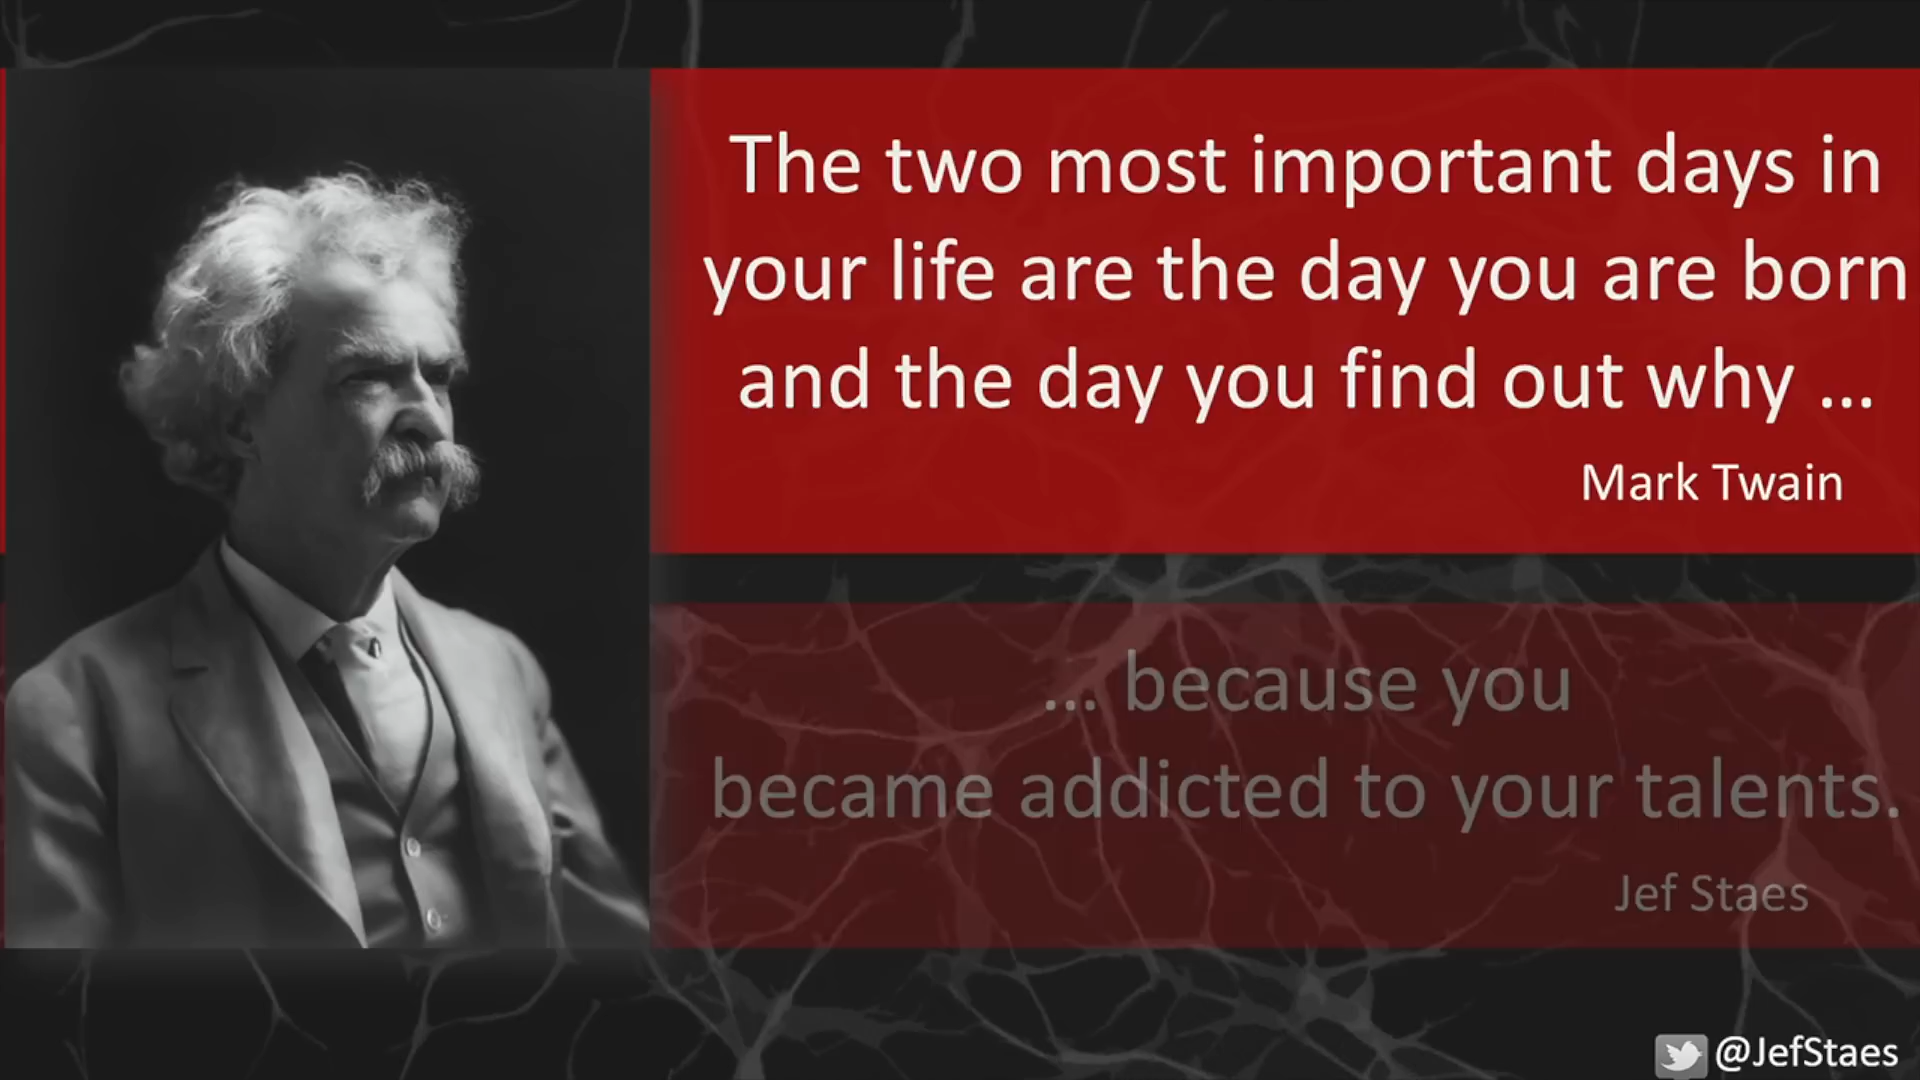 The two most important days in
your life are the day you are born
and the day you find out why ...
Mark Twain
... because you
became addicted to your talents.
Jef Staes
@JefStaes